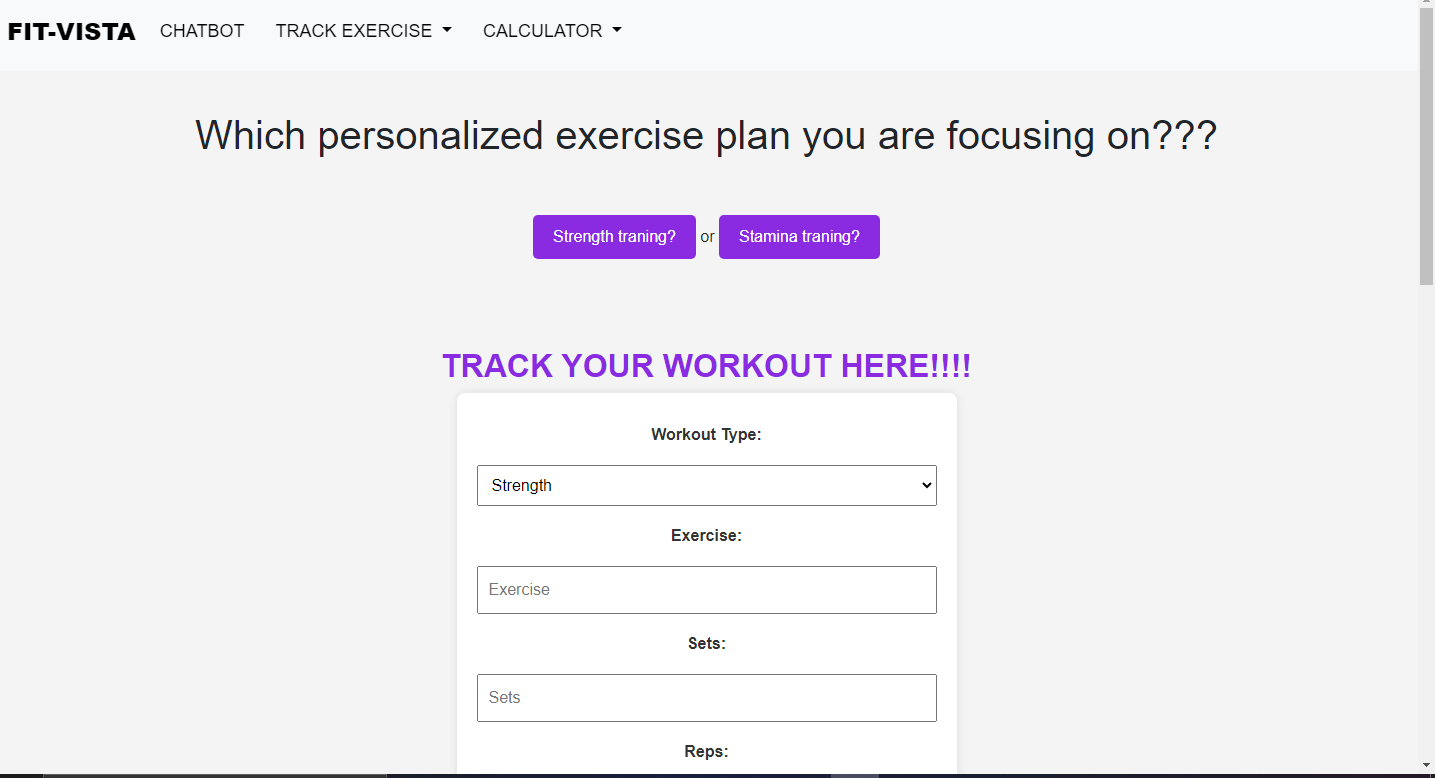 FIT-VISTA CHATBOT TRACK EXERCISE CALCULATOR
Which personalized exercise plan you are focusing on???
Strength traning? or Stamina traning?
TRACK YOUR WORKOUT HERE!!!!
Workout Type:
Strength
Exercise:
Exercise
Sets:
Sets
Reps: